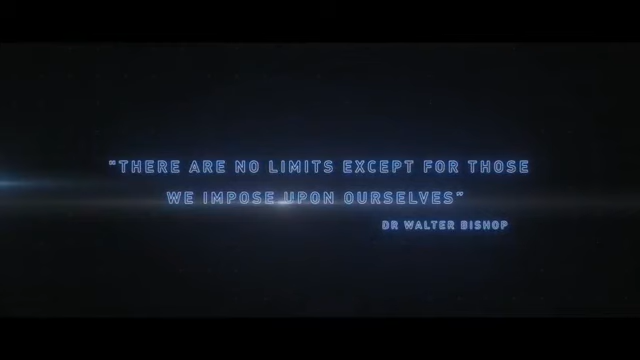 "THERE ARE NO LIMITS EXCEPT FOR THOSE
WE IMPOSE UPON OURSELVES"
DR WALTER BISHOP